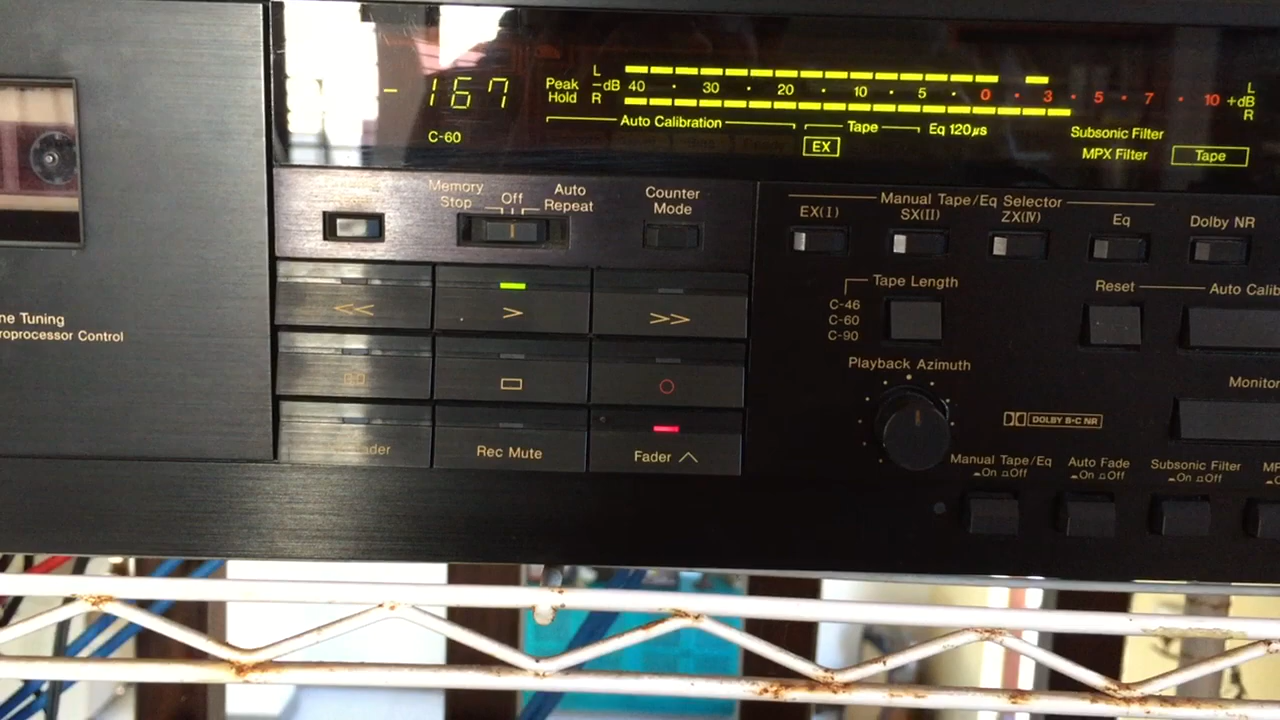 -167
C-60
Peak Hold
L
R
-dB 40 · 30 · 20 · 10 · 5 · 0 · 3 · 5 · 7 · 10 +dB
L
R
Auto Calibration
Tape
EX
Eq 120µs
Subsonic Filter
MPX Filter
Tape
Memory Stop
Off
Auto Repeat
Counter Mode
Manual Tape/Eq Selector
EX(I)
SX(II)
ZX(IV)
Eq
Dolby NR
<<
>
>>
Rec Mute
Fader
Tape Length
C-46
C-60
C-90
Reset
Auto Calib
Playback Azimuth
Monitor
DOLBY B-C NR
Manual Tape/Eq
On Off
Auto Fade
On Off
Subsonic Filter
On Off
MP
ne Tuning
roprocessor Control